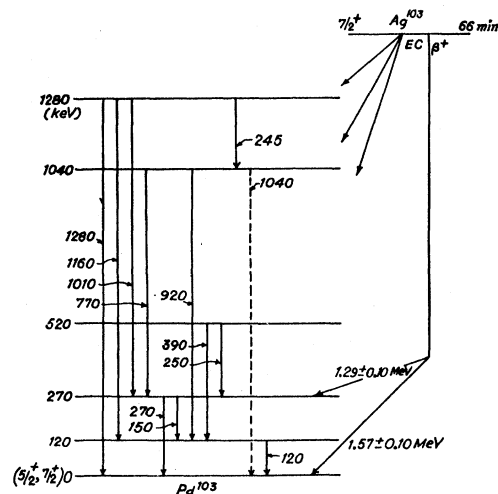 7/2+ Ag103 66 min
EC β+
1280
(keV)
245
1040
1040
1280
1160
1010
770 920
520
390
250
270
1.29±0.10 MeV
270
150
120
1.57±0.10 MeV
120
(5/2+, 7/2+) 0
Pd103